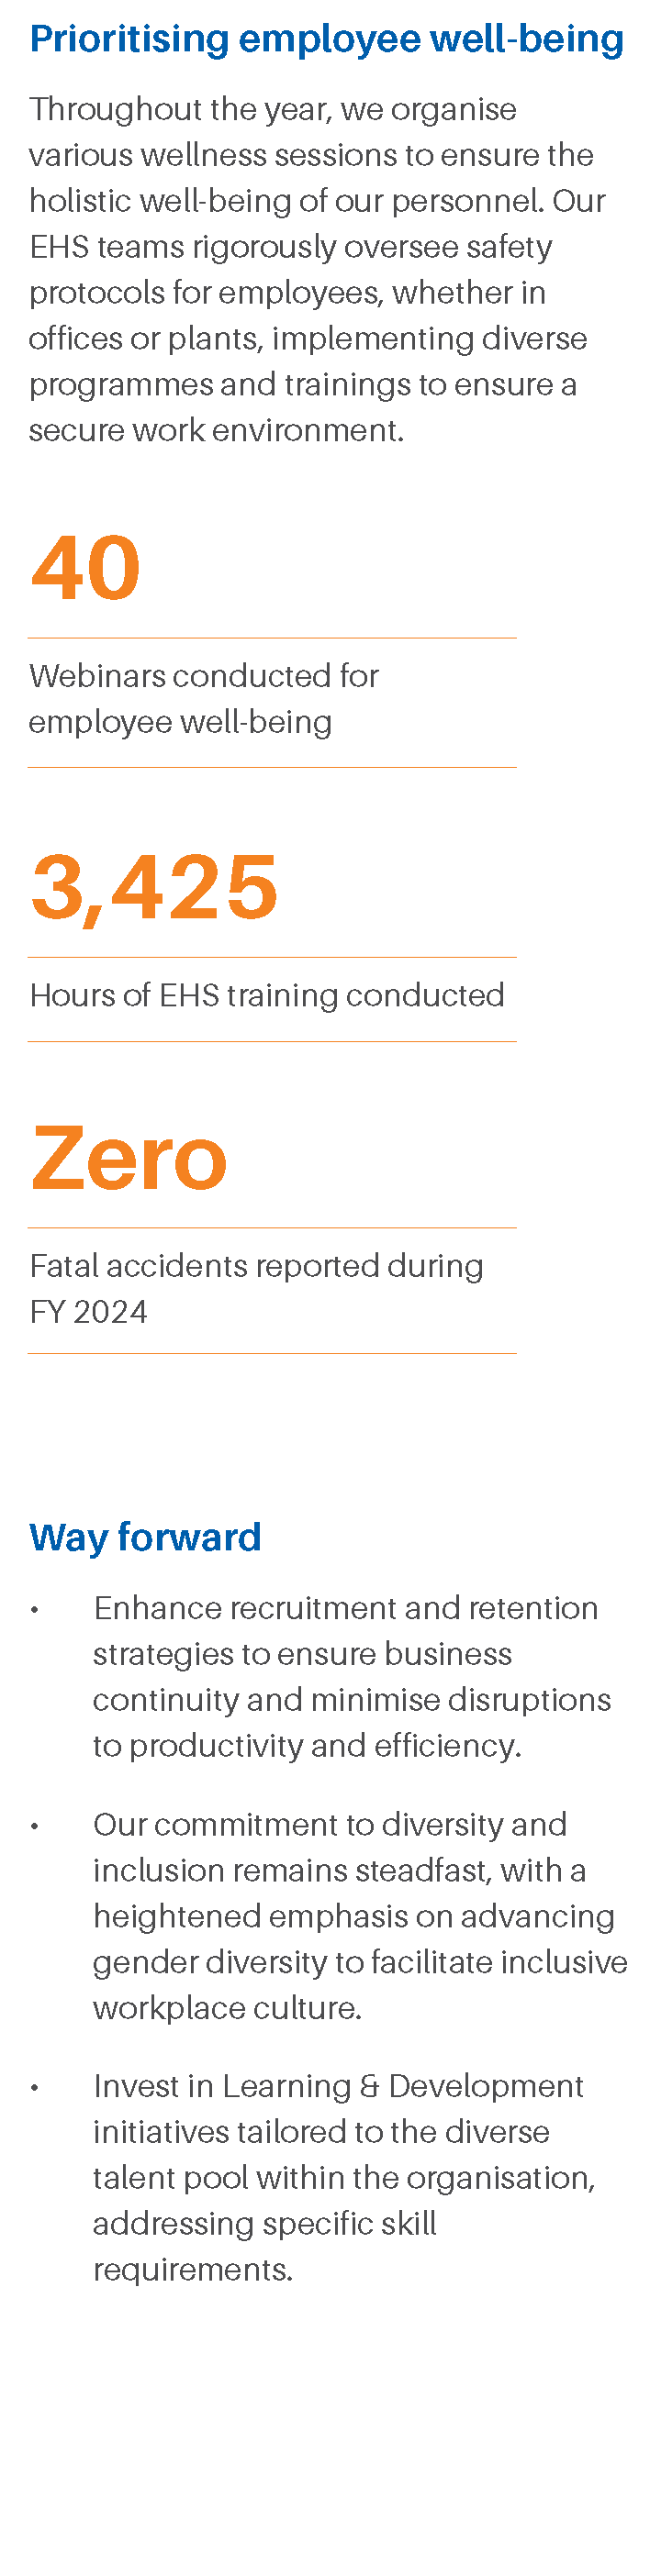 Prioritising employee well-being
Throughout the year, we organise
various wellness sessions to ensure the
holistic well-being of our personnel. Our
EHS teams rigorously oversee safety
protocols for employees, whether in
offices or plants, implementing diverse
programmes and trainings to ensure a
secure work environment.
40
Webinars conducted for
employee well-being
3,425
Hours of EHS training conducted
Zero
Fatal accidents reported during
FY 2024
Way forward
• Enhance recruitment and retention
strategies to ensure business
continuity and minimise disruptions
to productivity and efficiency.
• Our commitment to diversity and
inclusion remains steadfast, with a
heightened emphasis on advancing
gender diversity to facilitate inclusive
workplace culture.
• Invest in Learning & Development
initiatives tailored to the diverse
talent pool within the organisation,
addressing specific skill
requirements.